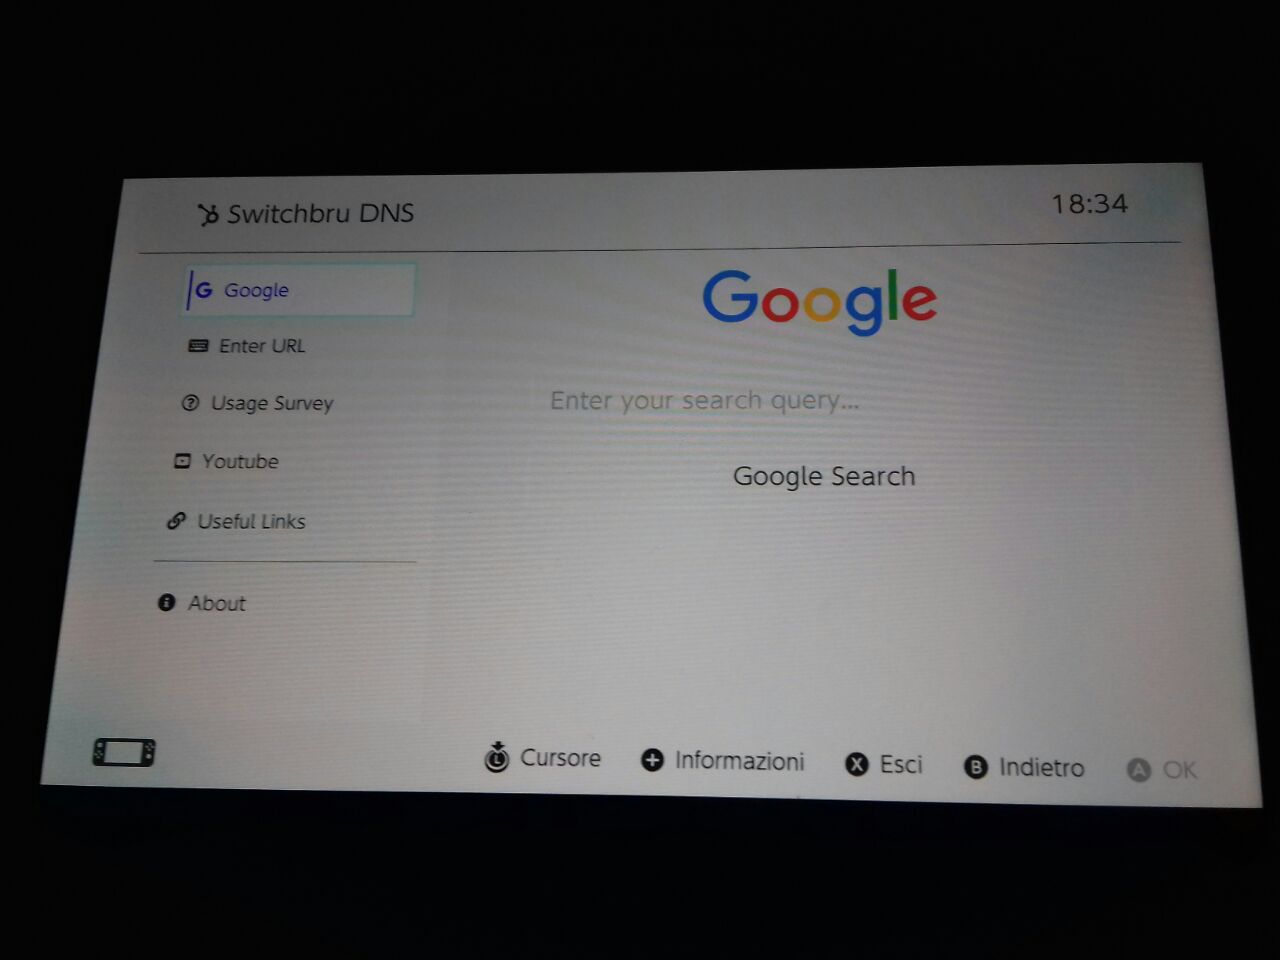 Switchbru DNS
18:34
Google
Enter URL
Usage Survey
Youtube
Useful Links
About
Google
Enter your search query...
Google Search
L Cursore
+ Informazioni
X Esci
B Indietro
A OK